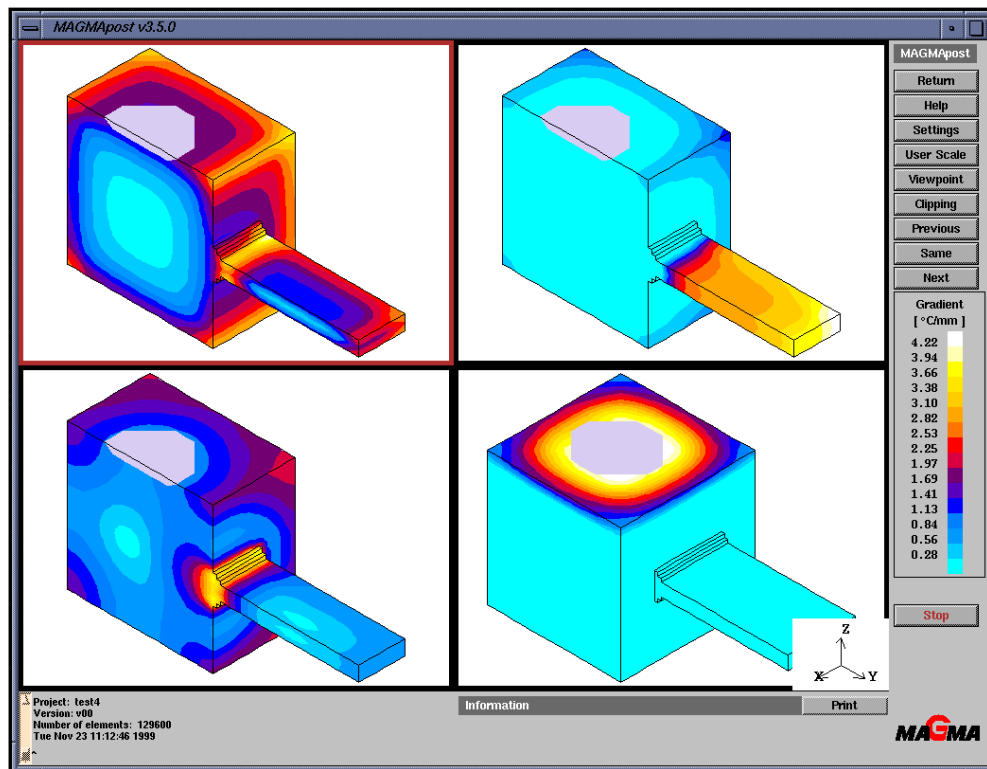 MAGMApost v3.5.0
MAGMApost
Return
Help
Settings
User Scale
Viewpoint
Clipping
Previous
Same
Next
Gradient
[ °C/mm ]
4.22
3.94
3.66
3.38
3.10
2.82
2.53
2.25
1.97
1.69
1.41
1.13
0.84
0.56
0.28
Stop
Z
X
Y
Project: test4
Version: v00
Number of elements: 129600
Tue Nov 23 11:12:46 1999
^
Information
Print
MAGMA